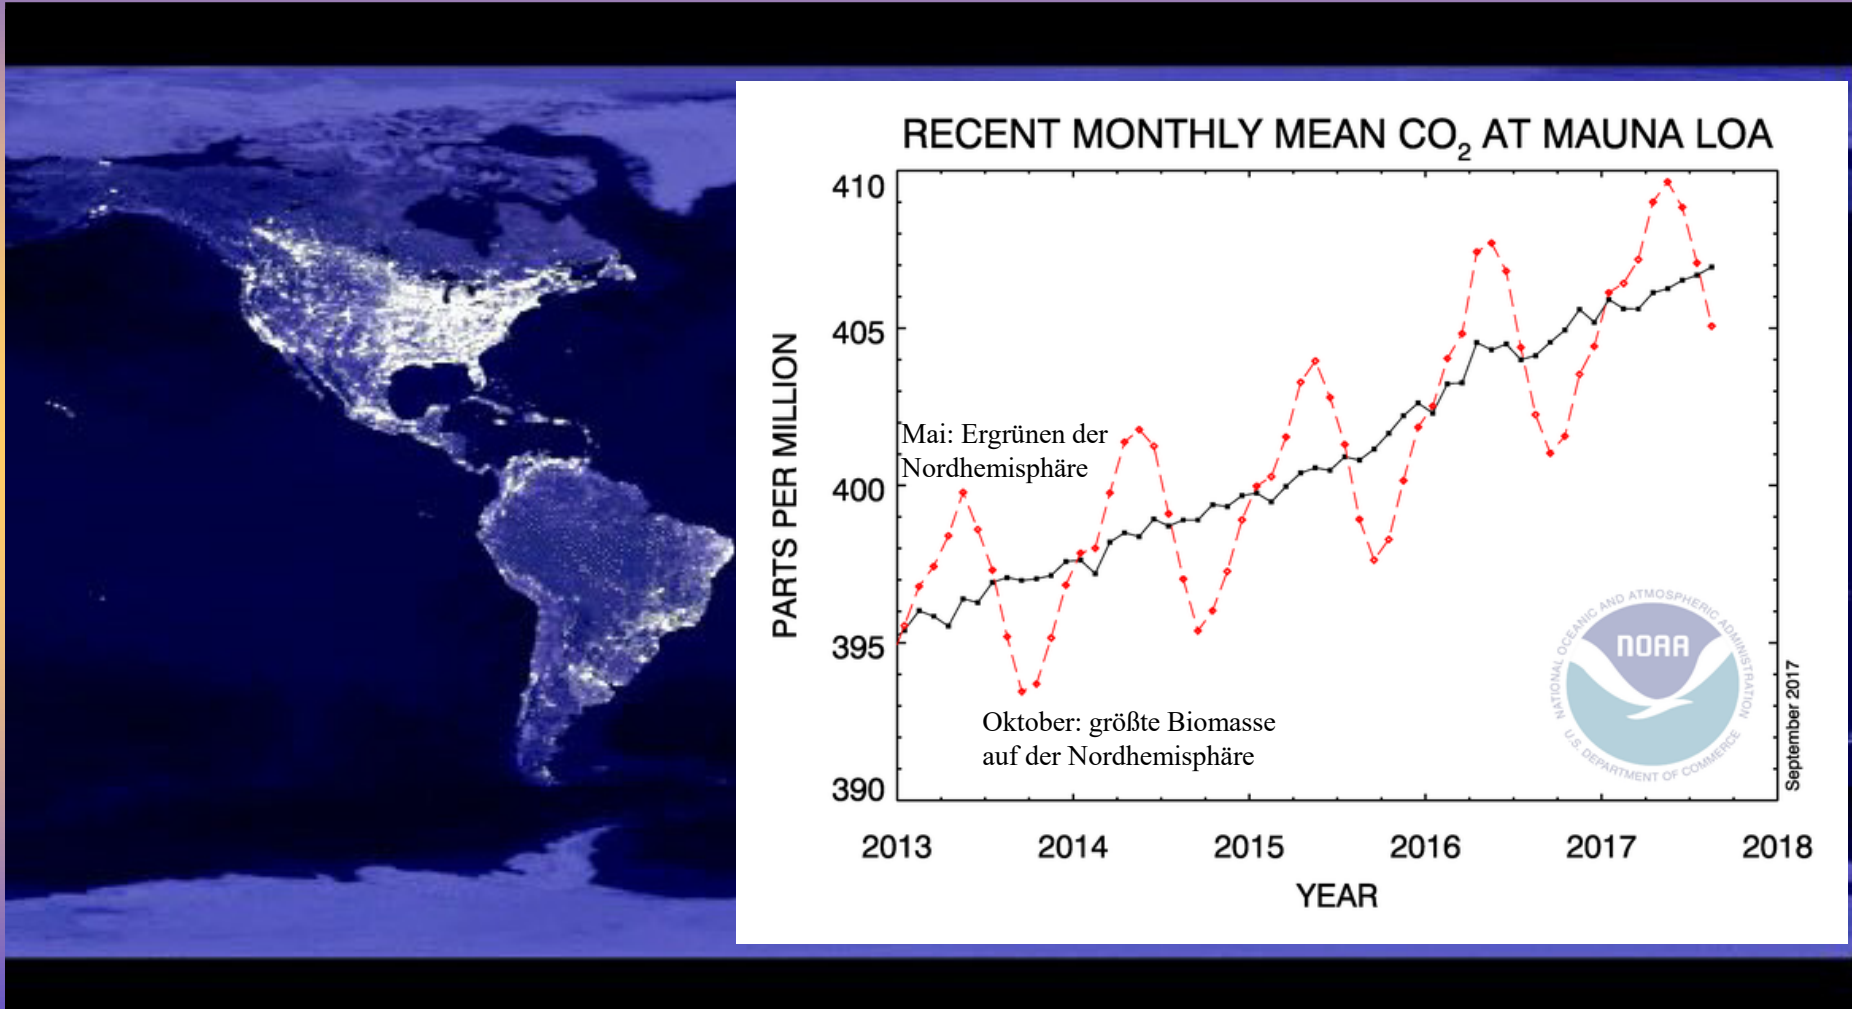 RECENT MONTHLY MEAN CO₂ AT MAUNA LOA
410
405
400
395
390
PARTS PER MILLION
Mai: Ergrünen der
Nordhemisphäre
Oktober: größte Biomasse
auf der Nordhemisphäre
NATIONAL OCEANIC AND ATMOSPHERIC ADMINISTRATION
NOAA
U.S. DEPARTMENT OF COMMERCE
September 2017
2013 2014 2015 2016 2017 2018
YEAR